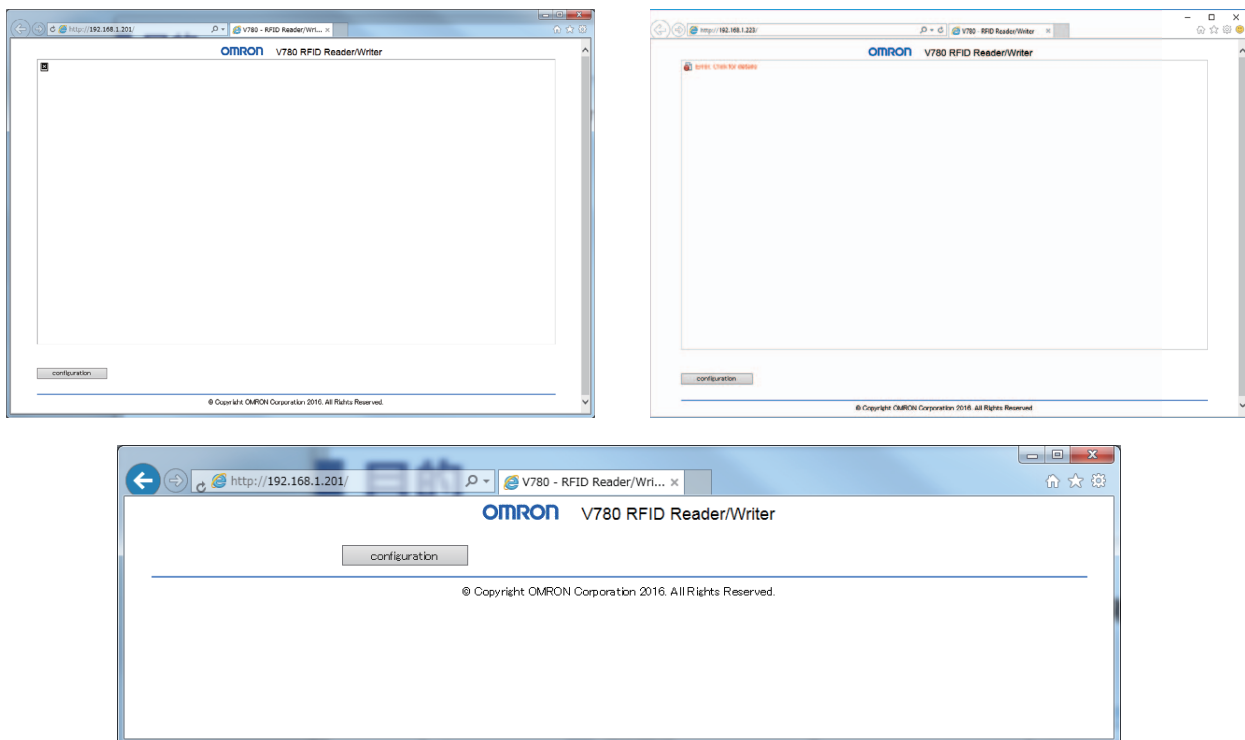 http://192.168.1.201/
V780 - RFID Reader/Wri...
OMRON V780 RFID Reader/Writer
configuration
© Copyright OMRON Corporation 2016. All Rights Reserved.
http://192.168.1.223/
V780 - RFID Reader/Writer
OMRON V780 RFID Reader/Writer
Error. Click for details
configuration
© Copyright OMRON Corporation 2016. All Rights Reserved
http://192.168.1.201/
V780 - RFID Reader/Wri...
OMRON V780 RFID Reader/Writer
configuration
© Copyright OMRON Corporation 2016. All Rights Reserved.